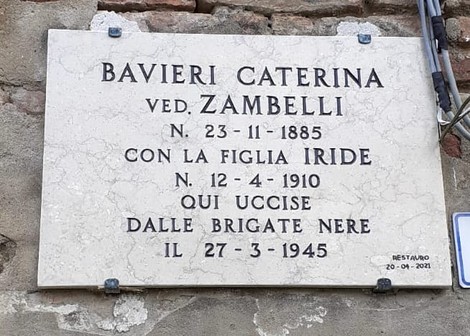 BAVIERI CATERINA
VED. ZAMBELLI
N. 23-11-1885
CON LA FIGLIA IRIDE
N. 12-4-1910
QUI UCCISE
DALLE BRIGATE NERE
IL 27-3-1945
RESTAURO
20-04-2021